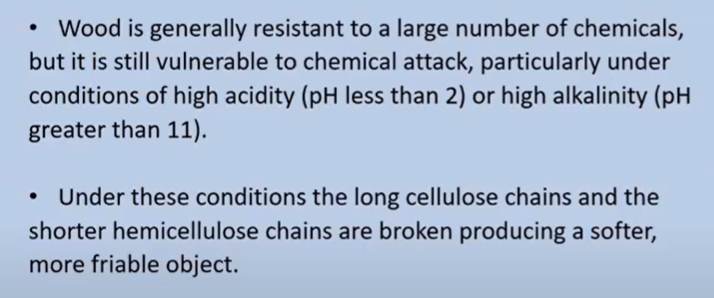 • Wood is generally resistant to a large number of chemicals,
but it is still vulnerable to chemical attack, particularly under
conditions of high acidity (pH less than 2) or high alkalinity (pH
greater than 11).
• Under these conditions the long cellulose chains and the
shorter hemicellulose chains are broken producing a softer,
more friable object.